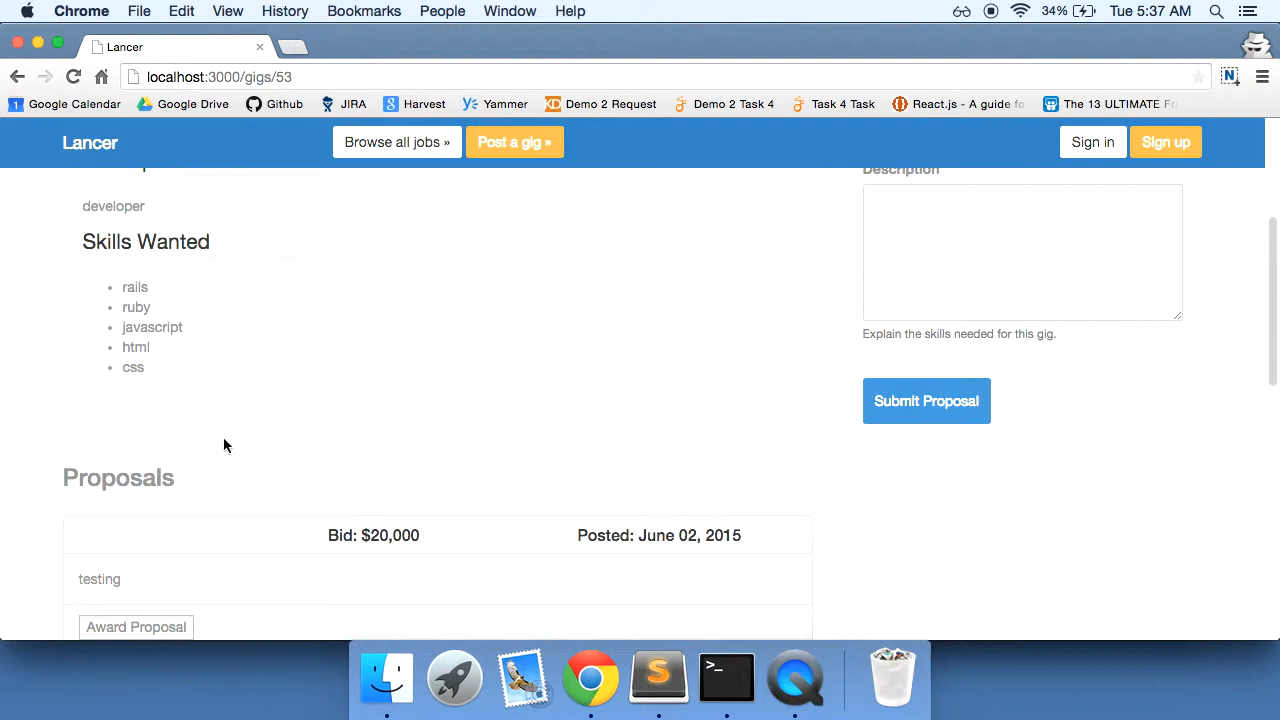 Chrome File Edit View History Bookmarks People Window Help 34% Tue 5:37 AM
Lancer
localhost:3000/gigs/53
Google Calendar Google Drive Github JIRA Harvest Yammer Demo 2 Request Demo 2 Task 4 Task 4 Task React.js - A guide fo The 13 ULTIMATE Fr
Lancer Browse all jobs » Post a gig » Sign in Sign up
Description
developer
Skills Wanted
rails
ruby
javascript
html
css
Explain the skills needed for this gig.
Submit Proposal
Proposals
Bid: $20,000 Posted: June 02, 2015
testing
Award Proposal